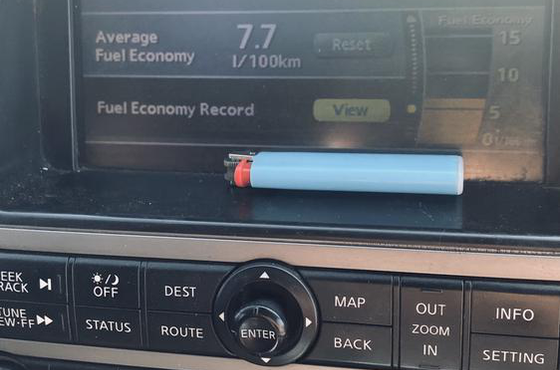 Fuel Economy
Average
Fuel Economy
7.7
l/100km
Reset
15
10
Fuel Economy Record
View
5
0
EEK
RACK
OFF
DEST
MAP
OUT
ZOOM
IN
INFO
TUNE
EW·FF
STATUS
ROUTE
ENTER
BACK
SETTING